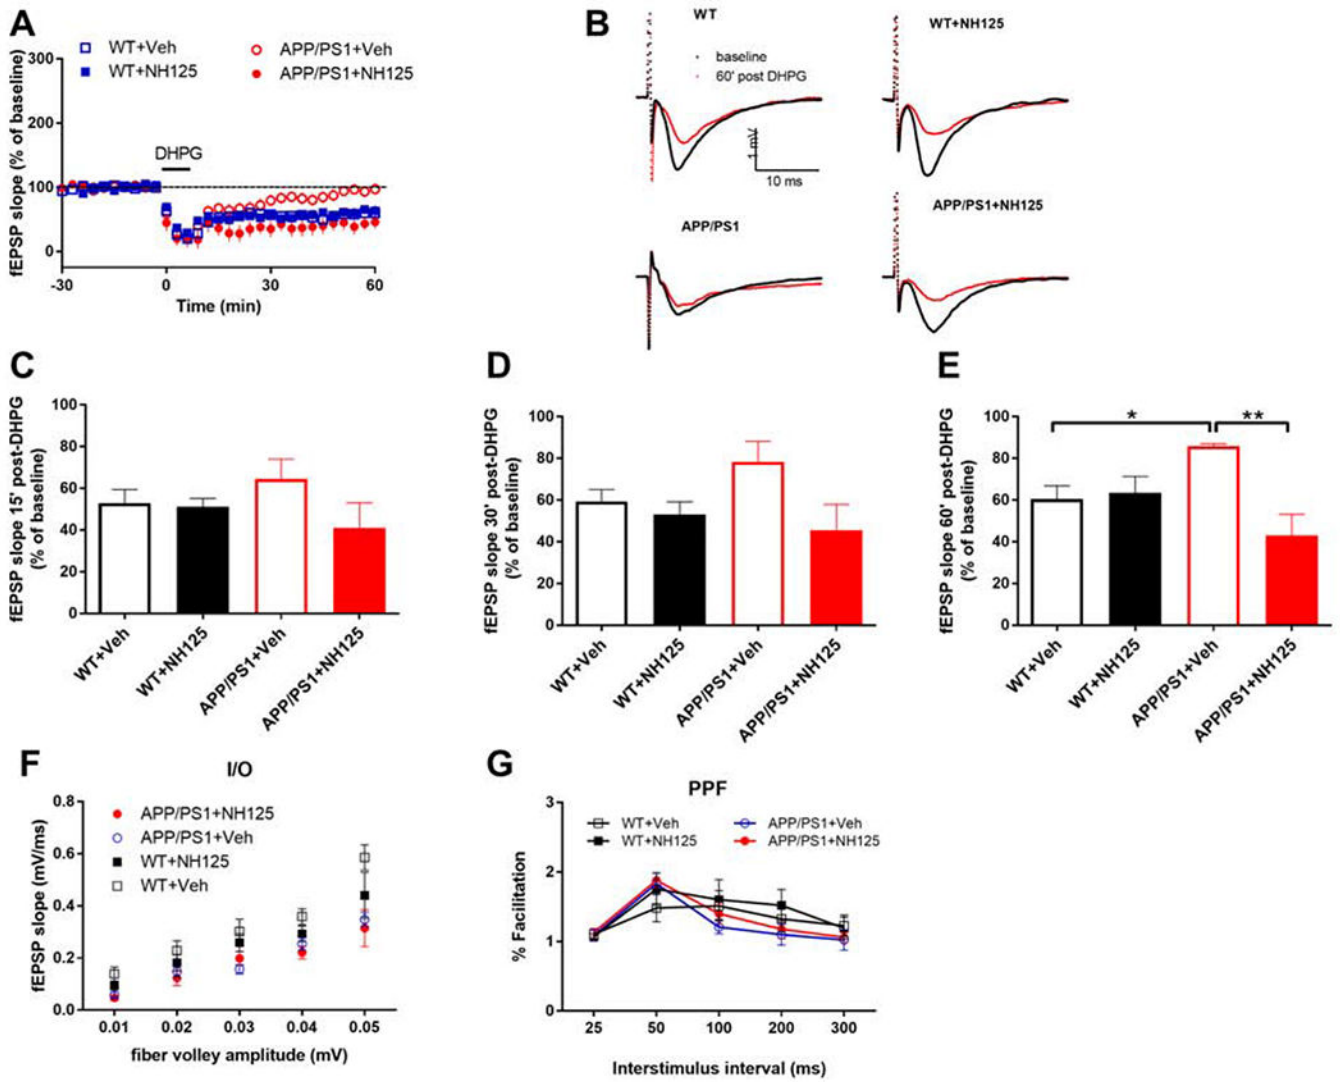 A
fEPSP slope (% of baseline)
300
200
100
0
WT+Veh
WT+NH125
APP/PS1+Veh
APP/PS1+NH125
DHPG
-30
0
30
60
Time (min)
B
WT
baseline
60' post DHPG
1 mV
10 ms
WT+NH125
APP/PS1
APP/PS1+NH125
C
fEPSP slope 15' post-DHPG
(% of baseline)
100
80
60
40
20
0
WT+Veh
WT+NH125
APP/PS1+Veh
APP/PS1+NH125
D
fEPSP slope 30' post-DHPG
(% of baseline)
100
80
60
40
20
0
WT+Veh
WT+NH125
APP/PS1+Veh
APP/PS1+NH125
E
fEPSP slope 60' post-DHPG
(% of baseline)
100
80
60
40
20
0
*
**
WT+Veh
WT+NH125
APP/PS1+Veh
APP/PS1+NH125
F
I/O
fEPSP slope (mV/ms)
0.8
0.6
0.4
0.2
0.0
APP/PS1+NH125
APP/PS1+Veh
WT+NH125
WT+Veh
0.01
0.02
0.03
0.04
0.05
fiber volley amplitude (mV)
G
PPF
% Facilitation
3
2
1
0
WT+Veh
WT+NH125
APP/PS1+Veh
APP/PS1+NH125
25
50
100
200
300
Interstimulus interval (ms)